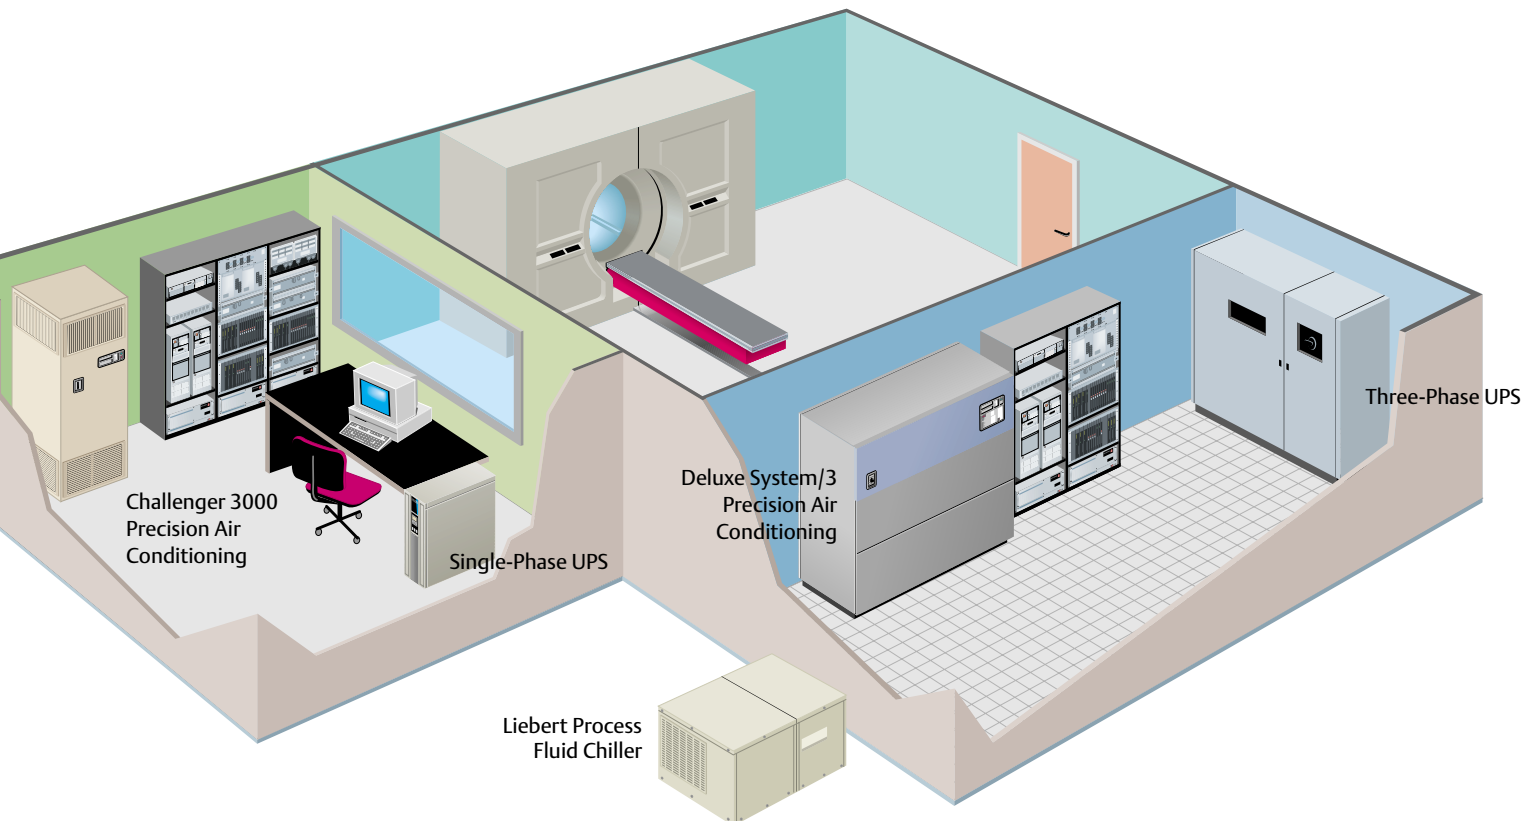 Three-Phase UPS
Challenger 3000
Precision Air
Conditioning
Deluxe System/3
Precision Air
Conditioning
Single-Phase UPS
Liebert Process
Fluid Chiller